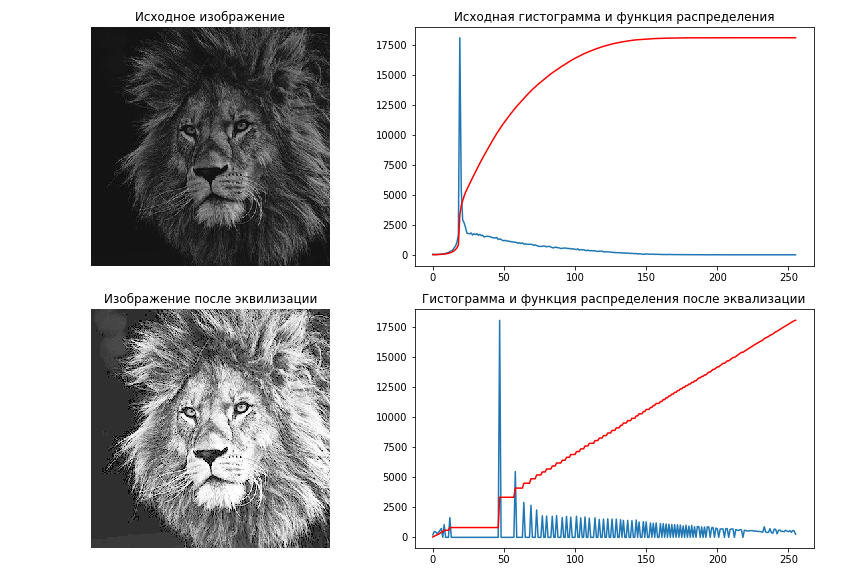 Исходное изображение
Исходная гистограмма и функция распределения
17500
15000
12500
10000
7500
5000
2500
0
0 50 100 150 200 250
Изображение после эквилизации
Гистограмма и функция распределения после эквализации
17500
15000
12500
10000
7500
5000
2500
0
0 50 100 150 200 250